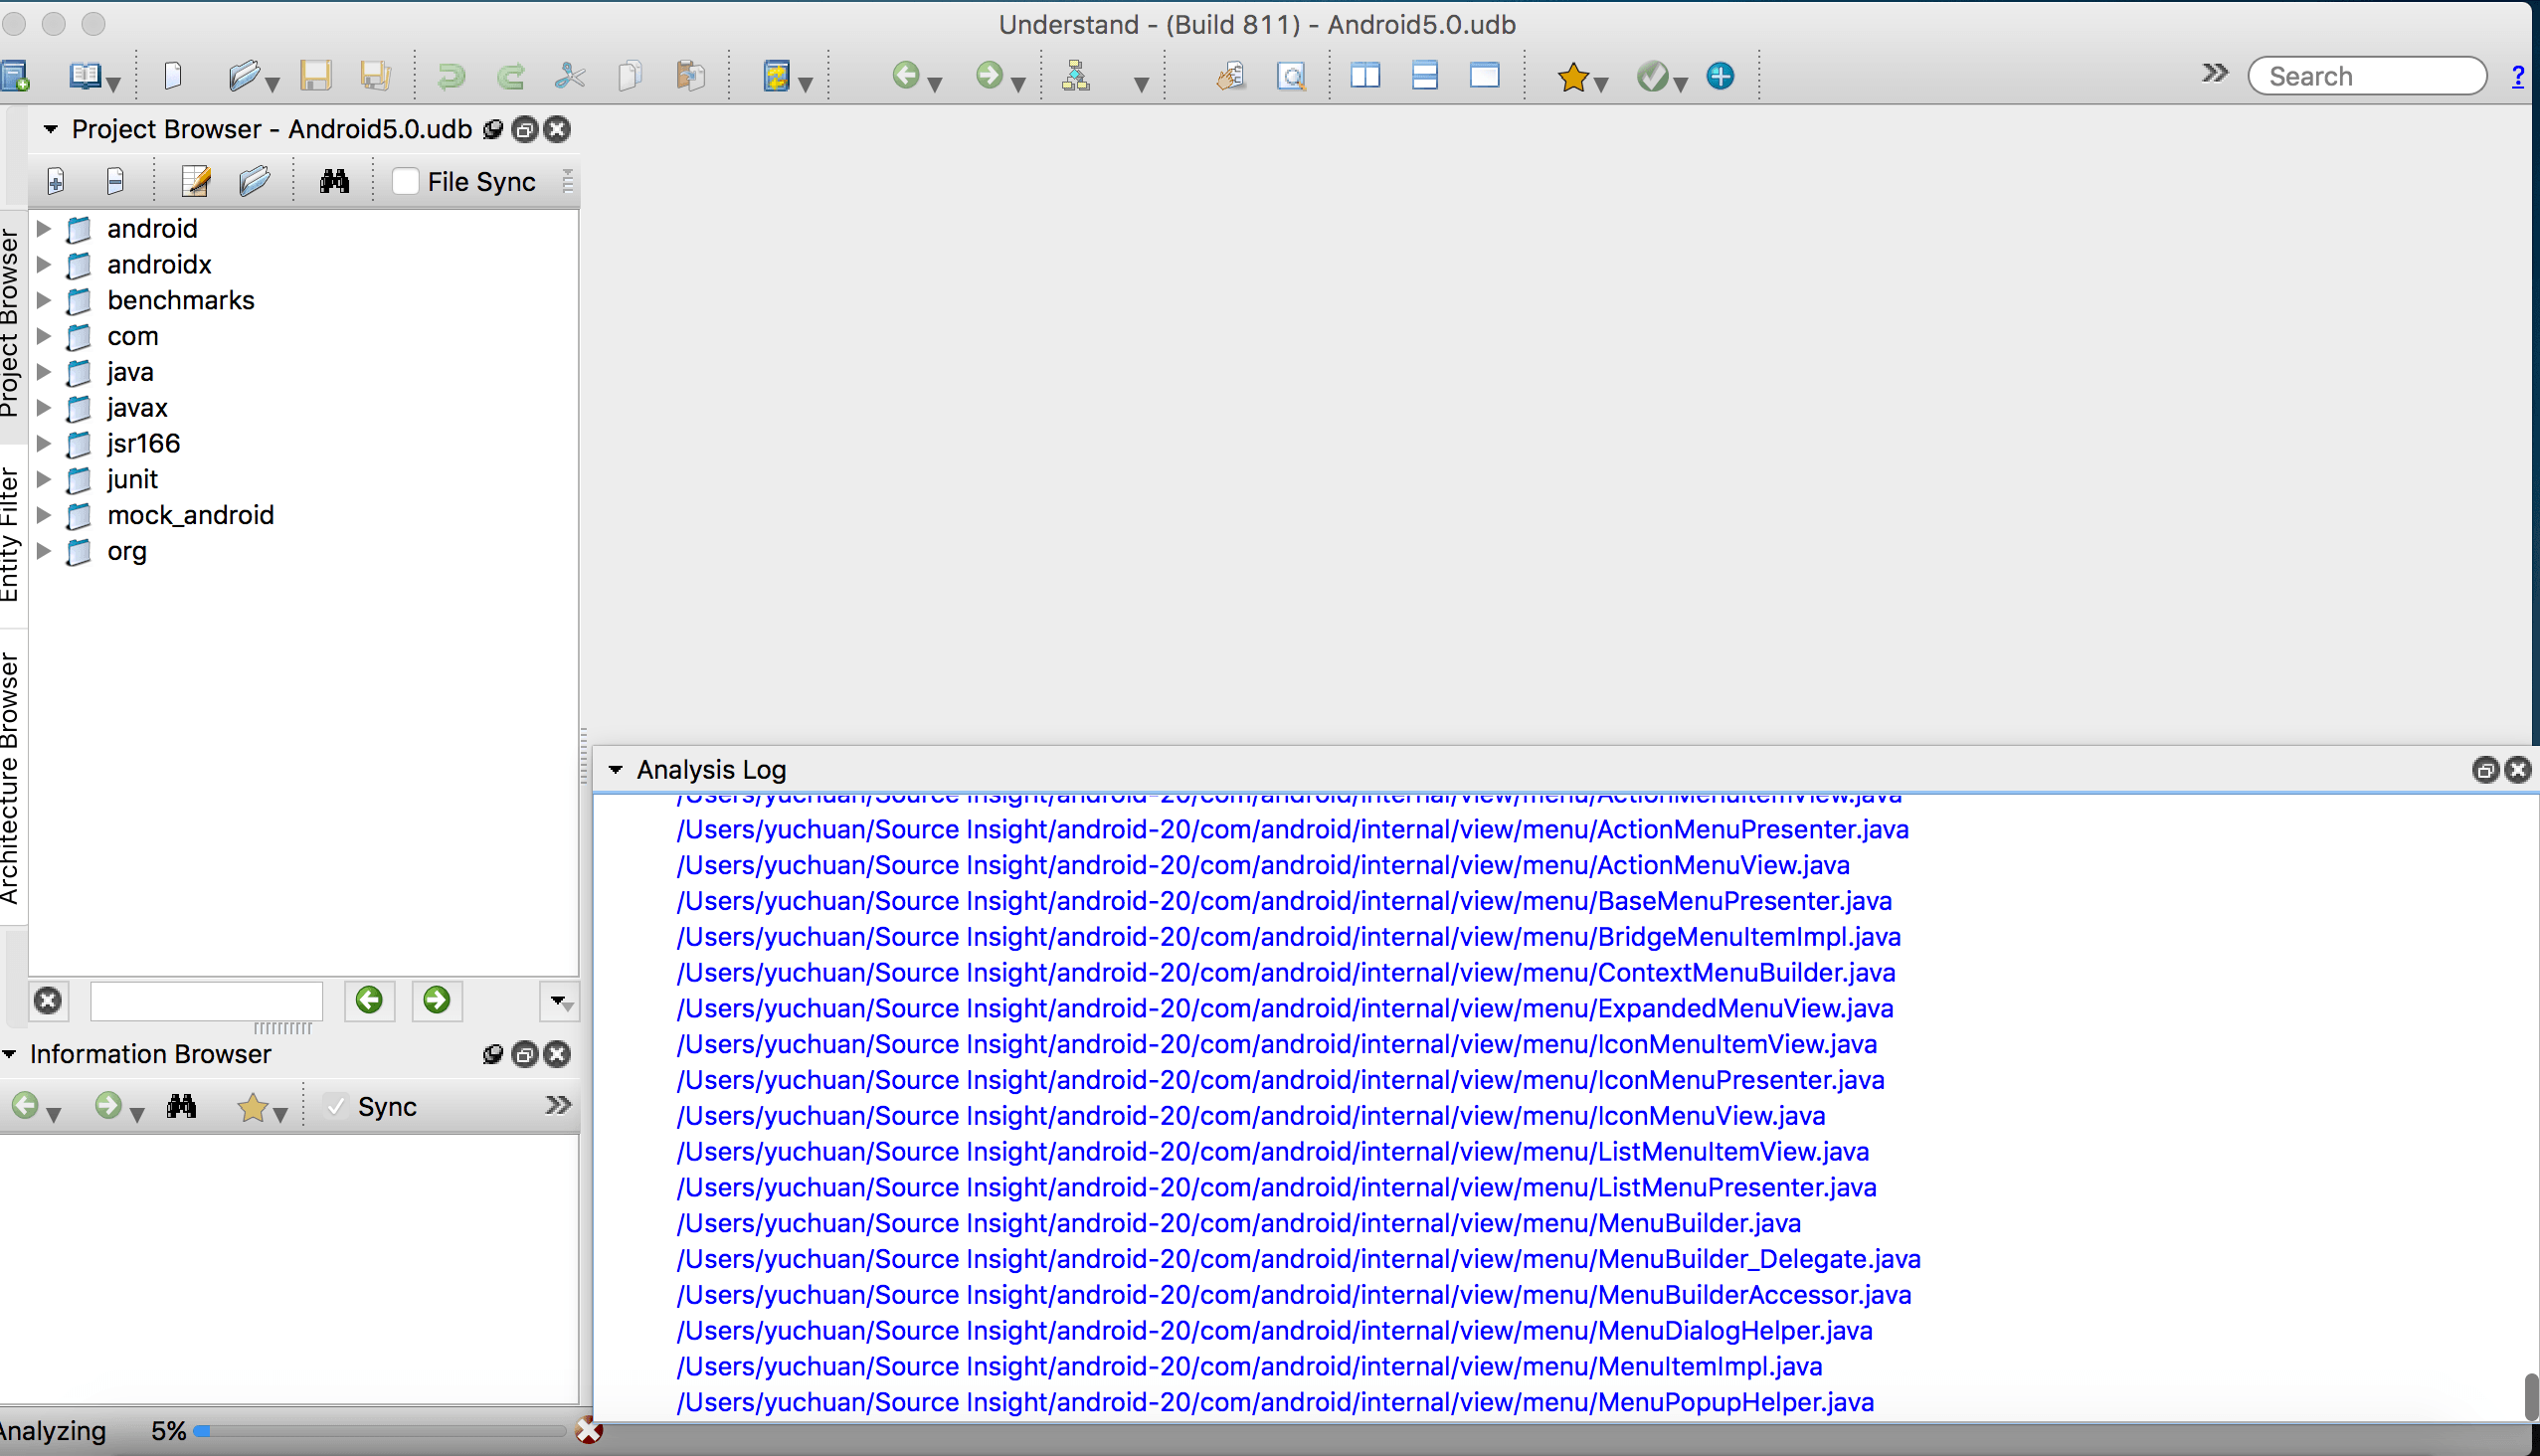 Understand - (Build 811) - Android5.0.udb
Search
?
Project Browser - Android5.0.udb
File Sync
Project Browser
Entity Filter
Architecture Browser
android
androidx
benchmarks
com
java
javax
jsr166
junit
mock_android
org
Information Browser
Sync
Analysis Log
/Users/yuchuan/Source Insight/android-20/com/android/internal/view/menu/ActionMenuItemView.java
/Users/yuchuan/Source Insight/android-20/com/android/internal/view/menu/ActionMenuPresenter.java
/Users/yuchuan/Source Insight/android-20/com/android/internal/view/menu/ActionMenuView.java
/Users/yuchuan/Source Insight/android-20/com/android/internal/view/menu/BaseMenuPresenter.java
/Users/yuchuan/Source Insight/android-20/com/android/internal/view/menu/BridgeMenuItemImpl.java
/Users/yuchuan/Source Insight/android-20/com/android/internal/view/menu/ContextMenuBuilder.java
/Users/yuchuan/Source Insight/android-20/com/android/internal/view/menu/ExpandedMenuView.java
/Users/yuchuan/Source Insight/android-20/com/android/internal/view/menu/IconMenuItemView.java
/Users/yuchuan/Source Insight/android-20/com/android/internal/view/menu/IconMenuPresenter.java
/Users/yuchuan/Source Insight/android-20/com/android/internal/view/menu/IconMenuView.java
/Users/yuchuan/Source Insight/android-20/com/android/internal/view/menu/ListMenuItemView.java
/Users/yuchuan/Source Insight/android-20/com/android/internal/view/menu/ListMenuPresenter.java
/Users/yuchuan/Source Insight/android-20/com/android/internal/view/menu/MenuBuilder.java
/Users/yuchuan/Source Insight/android-20/com/android/internal/view/menu/MenuBuilder_Delegate.java
/Users/yuchuan/Source Insight/android-20/com/android/internal/view/menu/MenuBuilderAccessor.java
/Users/yuchuan/Source Insight/android-20/com/android/internal/view/menu/MenuDialogHelper.java
/Users/yuchuan/Source Insight/android-20/com/android/internal/view/menu/MenuItemImpl.java
/Users/yuchuan/Source Insight/android-20/com/android/internal/view/menu/MenuPopupHelper.java
Analyzing 5%